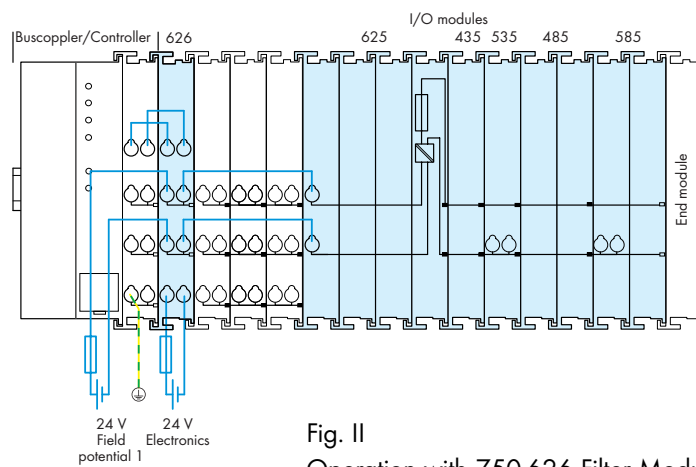 I/O modules
Buscoppler/Controller 626 625 435 535 485 585
End module
24 V
Field
potential 1
24 V
Electronics
Fig. II